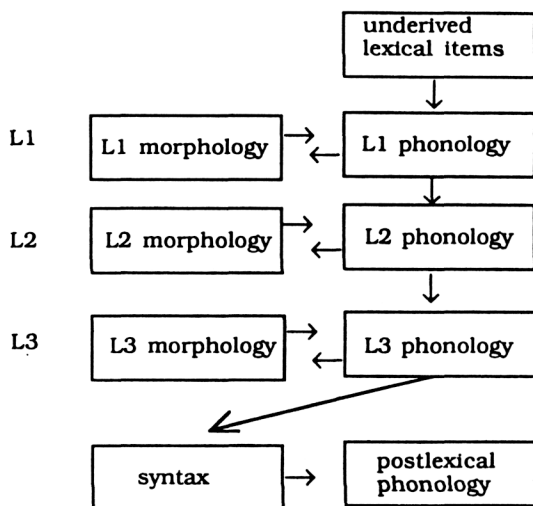 underived
lexical items
L1
L1 morphology
L1 phonology
L2
L2 morphology
L2 phonology
L3
L3 morphology
L3 phonology
syntax
postlexical
phonology